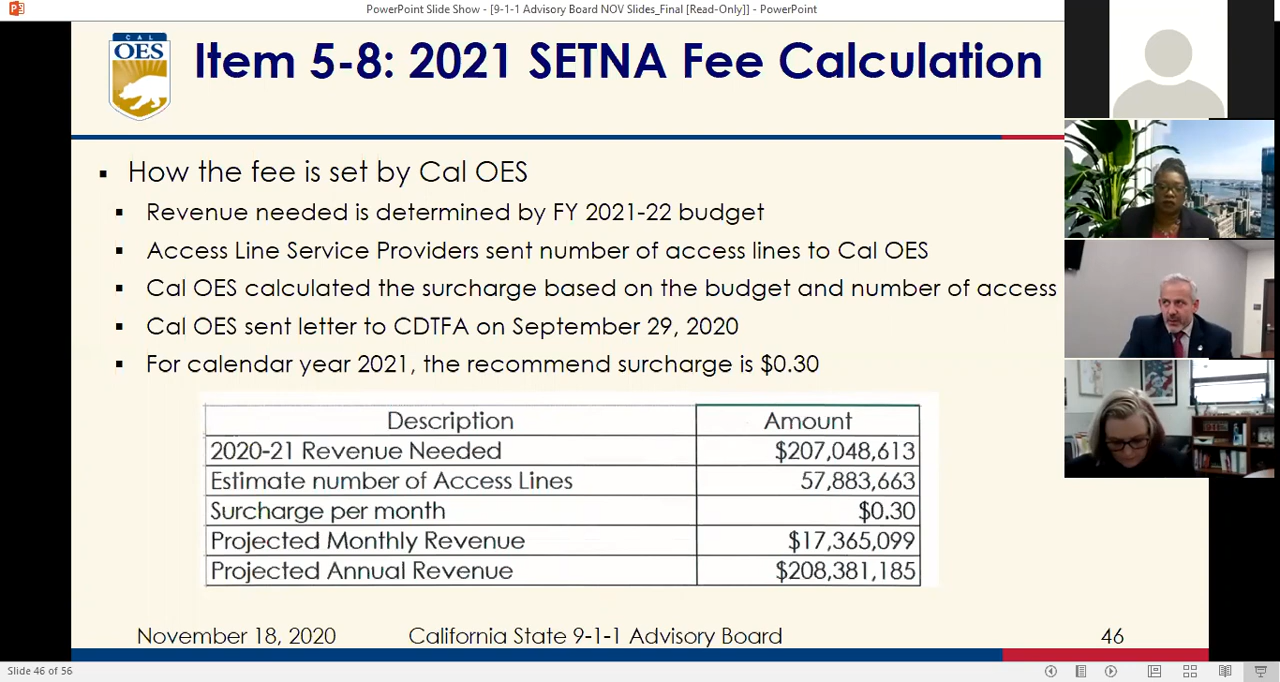 PowerPoint Slide Show - [9-1-1 Advisory Board NOV Slides_Final [Read-Only]] - PowerPoint
CAL
OES
Item 5-8: 2021 SETNA Fee Calculation
How the fee is set by Cal OES
Revenue needed is determined by FY 2021-22 budget
Access Line Service Providers sent number of access lines to Cal OES
Cal OES calculated the surcharge based on the budget and number of access
Cal OES sent letter to CDTFA on September 29, 2020
For calendar year 2021, the recommend surcharge is $0.30
Description Amount
2020-21 Revenue Needed $207,048,613
Estimate number of Access Lines 57,883,663
Surcharge per month $0.30
Projected Monthly Revenue $17,365,099
Projected Annual Revenue $208,381,185
November 18, 2020 California State 9-1-1 Advisory Board 46
Slide 46 of 56